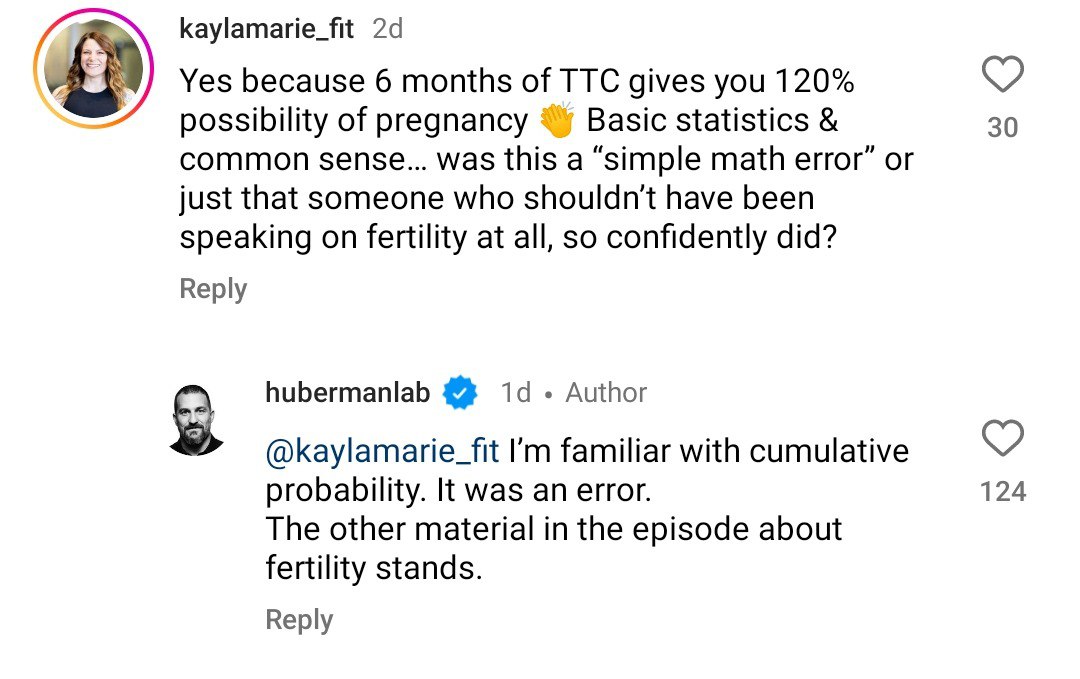 kaylamarie_fit 2d
Yes because 6 months of TTC gives you 120%
possibility of pregnancy 👏 Basic statistics &
common sense... was this a “simple math error” or
just that someone who shouldn’t have been
speaking on fertility at all, so confidently did?
30
Reply
hubermanlab 1d • Author
@kaylamarie_fit I’m familiar with cumulative
probability. It was an error.
The other material in the episode about
fertility stands.
124
Reply